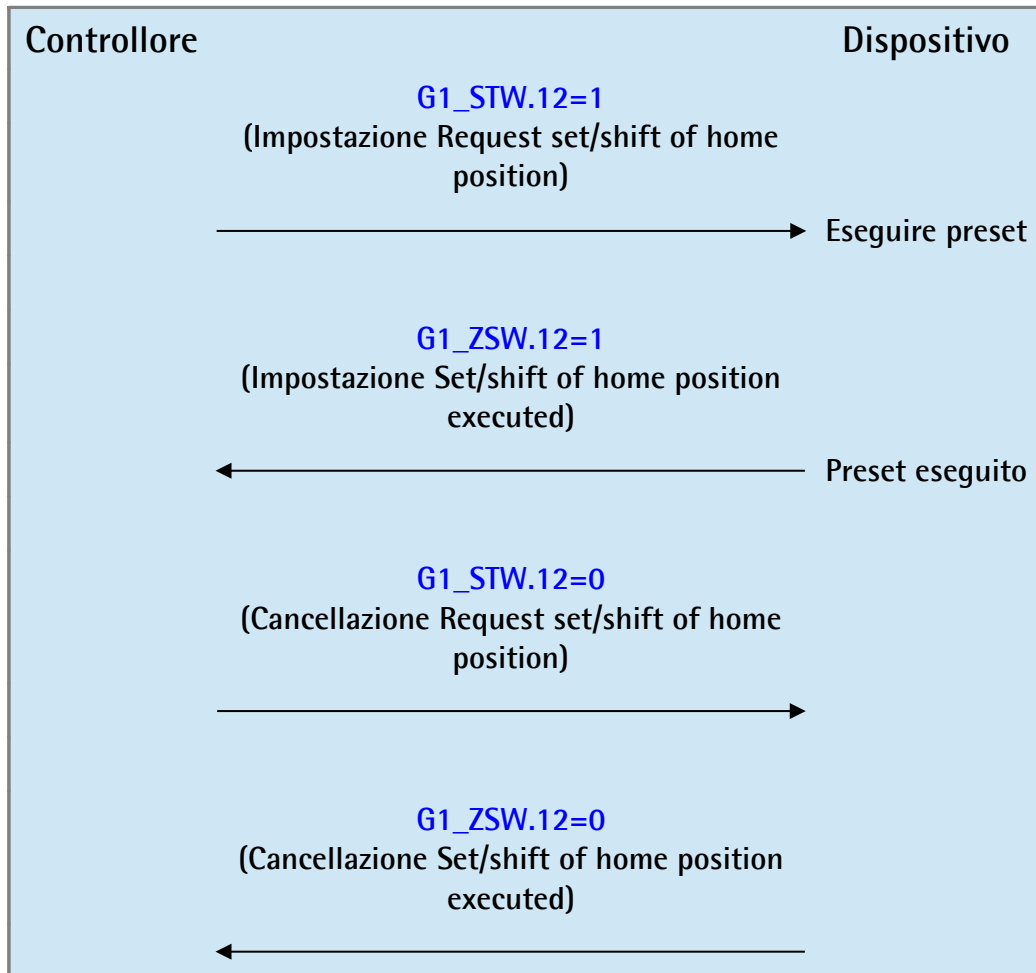 Controllore
Dispositivo
G1_STW.12=1
(Impostazione Request set/shift of home
position)
Eseguire preset
G1_ZSW.12=1
(Impostazione Set/shift of home position
executed)
Preset eseguito
G1_STW.12=0
(Cancellazione Request set/shift of home
position)
G1_ZSW.12=0
(Cancellazione Set/shift of home position
executed)